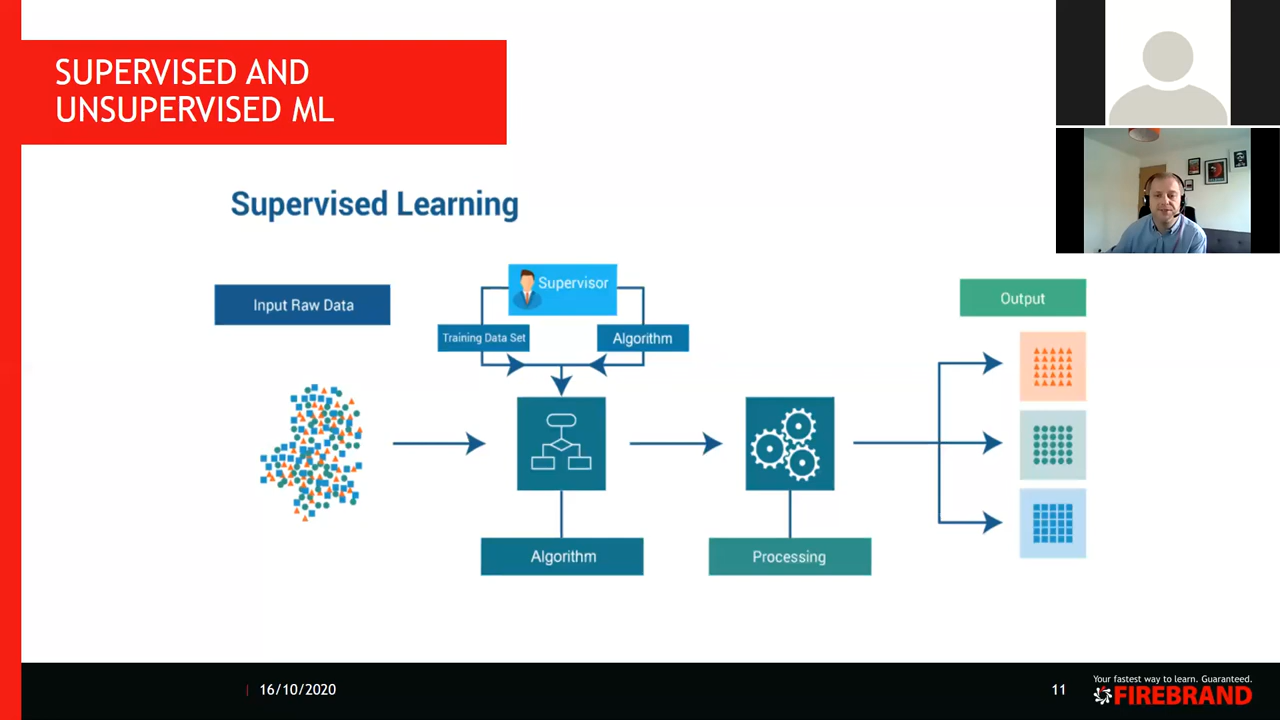 SUPERVISED AND
UNSUPERVISED ML
Supervised Learning
Input Raw Data
Supervisor
Training Data Set
Algorithm
Output
Algorithm
Processing
16/10/2020
11
Your fastest way to learn. Guaranteed.
FIREBRAND